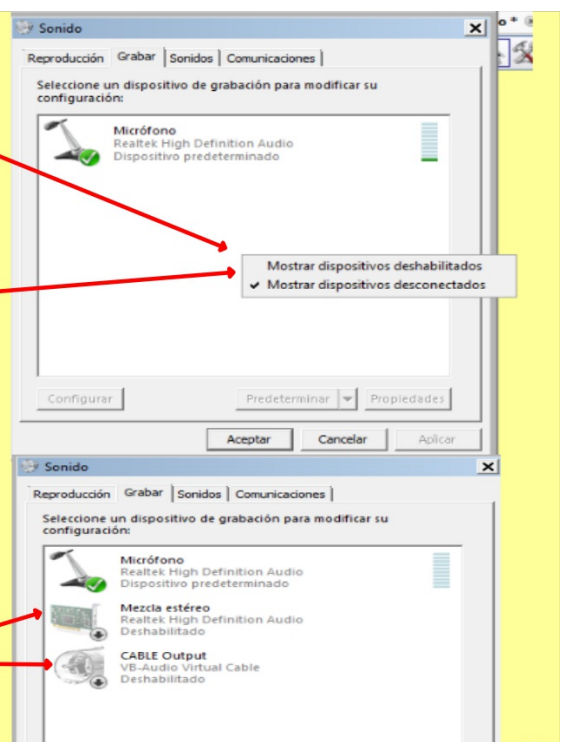 Sonido
Reproducción Grabar Sonidos Comunicaciones
Seleccione un dispositivo de grabación para modificar su
configuración:
Micrófono
Realtek High Definition Audio
Dispositivo predeterminado
Mostrar dispositivos deshabilitados
Mostrar dispositivos desconectados
Configurar Predeterminar Propiedades
Aceptar Cancelar Aplicar
Sonido
Reproducción Grabar Sonidos Comunicaciones
Seleccione un dispositivo de grabación para modificar su
configuración:
Micrófono
Realtek High Definition Audio
Dispositivo predeterminado
Mezcla estéreo
Realtek High Definition Audio
Deshabilitado
CABLE Output
VB-Audio Virtual Cable
Deshabilitado